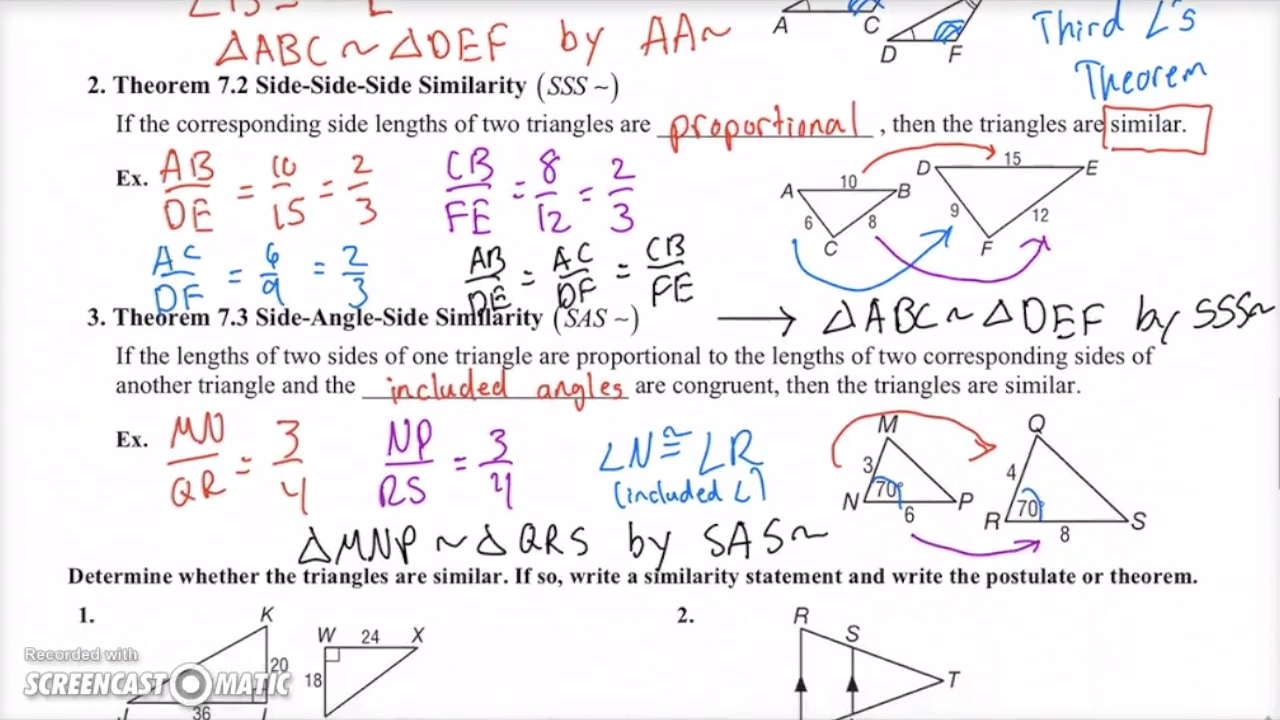 △ABC ~ △DEF by AA~
A C
D F
Third ∠'s
Theorem
2. Theorem 7.2 Side-Side-Side Similarity (SSS ~)
If the corresponding side lengths of two triangles are proportional, then the triangles are similar.
Ex. AB/DE = 10/15 = 2/3
CB/FE = 8/12 = 2/3
AC/DF = 6/9 = 2/3
AB/DE = AC/DF = CB/FE
A 10 B
6 8
C
D 15 E
9 12
F
3. Theorem 7.3 Side-Angle-Side Similarity (SAS ~)
→ △ABC ~ △DEF by SSS~
If the lengths of two sides of one triangle are proportional to the lengths of two corresponding sides of
another triangle and the included angles are congruent, then the triangles are similar.
Ex. MN/QR = 3/4
NP/RS = 3/4
∠N ≅ ∠R
(included ∠)
M
3
N 70° P
6
Q
4
R 70° S
8
△MNP ~ △QRS by SAS~
Determine whether the triangles are similar. If so, write a similarity statement and write the postulate or theorem.
1.
K
20
36
W 24 X
18
2.
R
S
T
Recorded with
SCREENCAST-O-MATIC